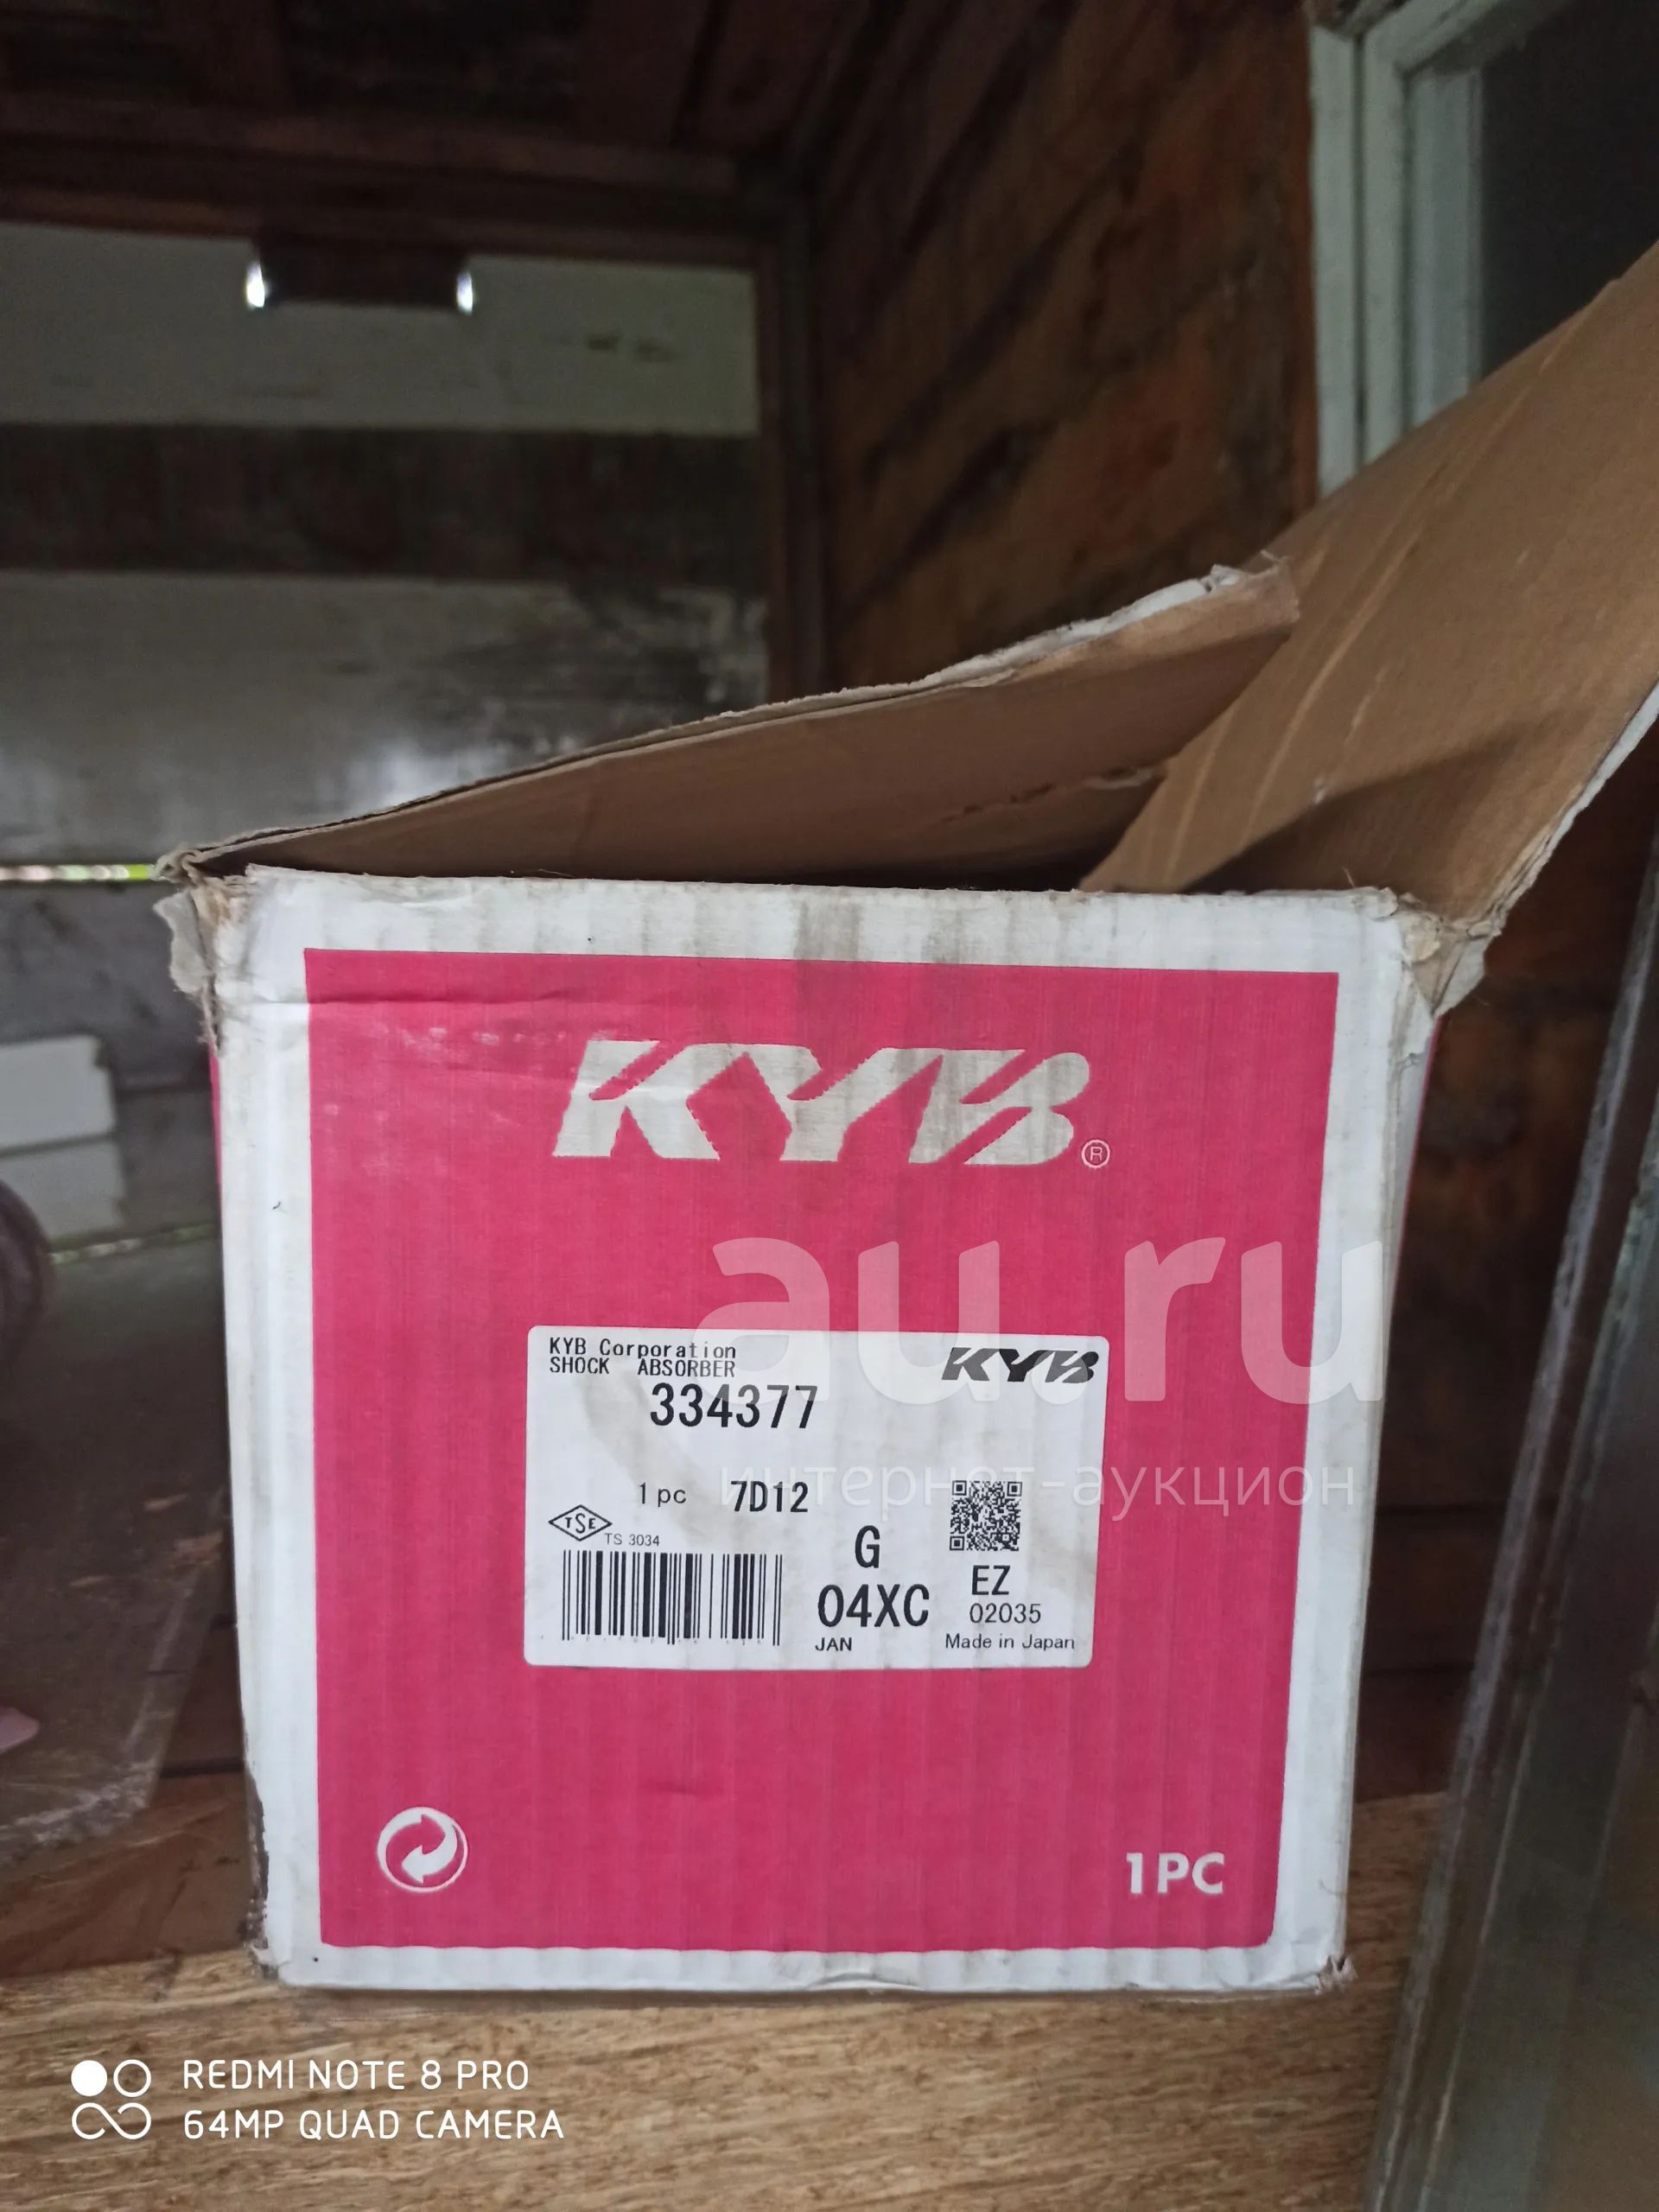 KYB®
au.ru
интернет-аукцион
KYB Corporation KYB
SHOCK ABSORBER
334377
1 pc 7D12
TSE
TS 3034
G
04XC EZ
02035
JAN Made in Japan
1PC
REDMI NOTE 8 PRO
64MP QUAD CAMERA